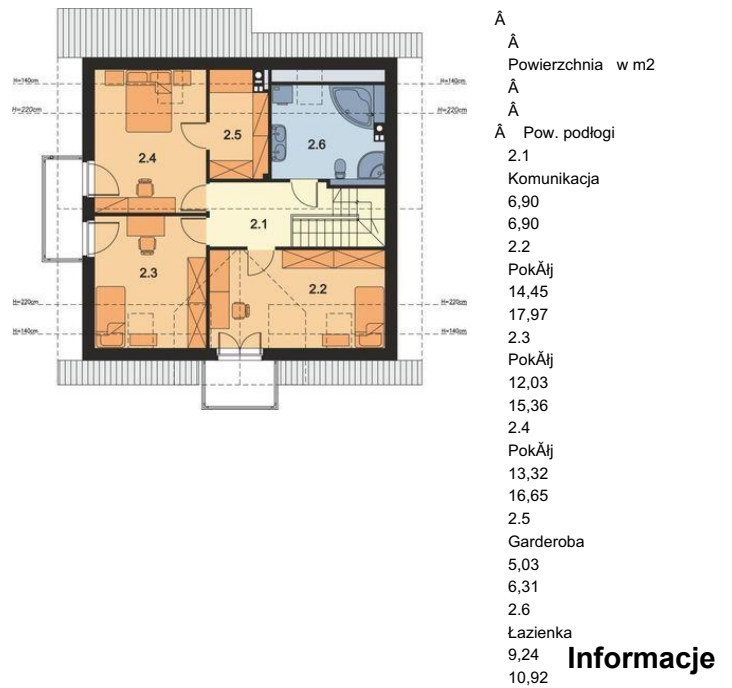 H=140cm
H=140cm
H=220cm
H=220cm
2.4
2.5
2.6
2.1
2.3
2.2
H=220cm
H=220cm
H=140cm
H=140cm
Â
Â
Powierzchnia w m2
Â
Â
Â Pow. podłogi
2.1
Komunikacja
6,90
6,90
2.2
PokĂłj
14,45
17,97
2.3
PokĂłj
12,03
15,36
2.4
PokĂłj
13,32
16,65
2.5
Garderoba
5,03
6,31
2.6
Łazienka
9,24
10,92
Informacje